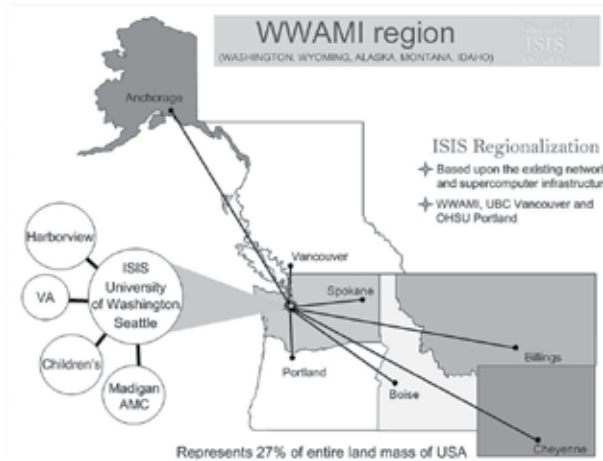 WWAMI region
(WASHINGTON, WYOMING, ALASKA, MONTANA, IDAHO)
ISIS
Anchorage
ISIS Regionalization
Based upon the existing network
and supercomputer infrastructure
WWAMI, UBC Vancouver and
OHSU Portland
Harborview
VA
Children's
Madigan
AMC
ISIS
University
of Washington,
Seattle
Vancouver
Spokane
Portland
Boise
Billings
Cheyenne
Represents 27% of entire land mass of USA